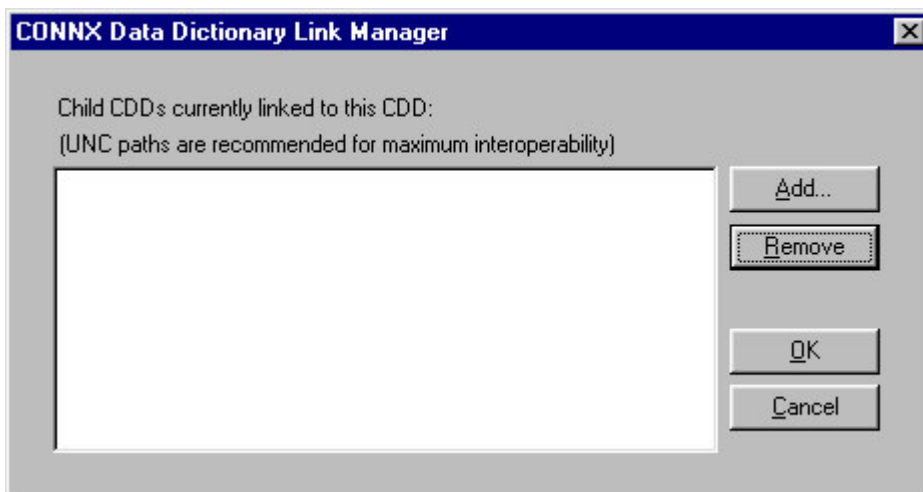 CONNX Data Dictionary Link Manager
Child CDDs currently linked to this CDD:
(UNC paths are recommended for maximum interoperability)
Add...
Remove
OK
Cancel